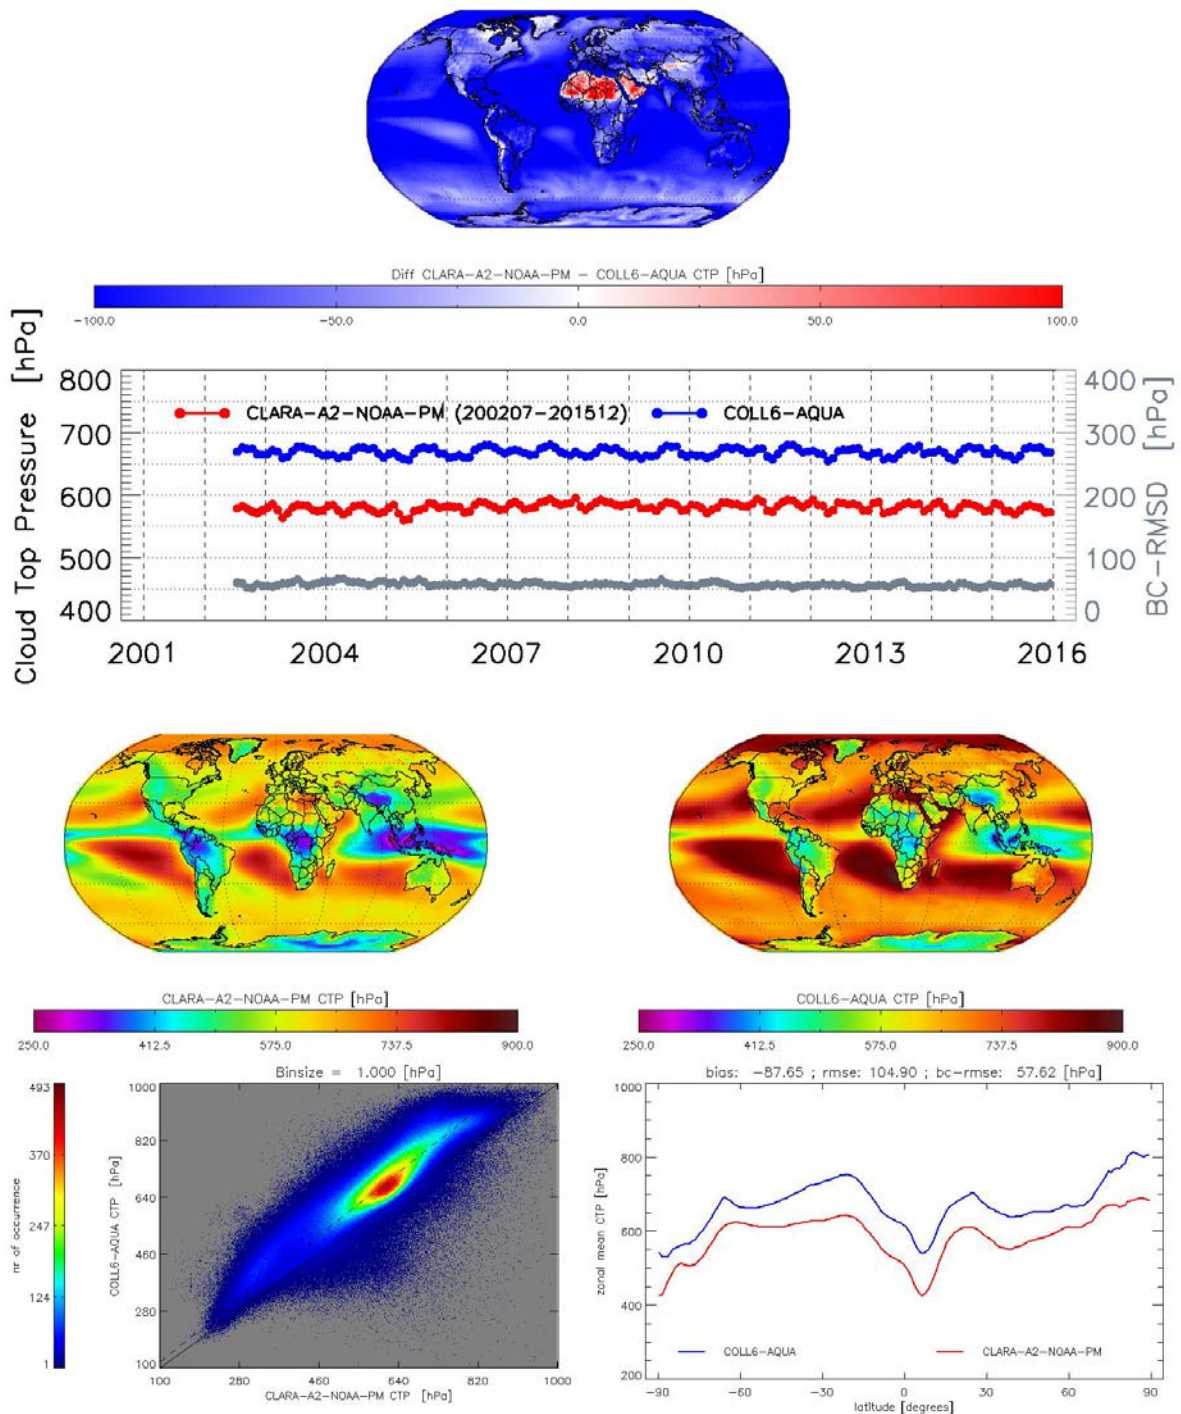 Diff CLARA-A2-NOAA-PM - COLL6-AQUA CTP [hPa]
-100.0 -50.0 0.0 50.0 100.0
Cloud Top Pressure [hPa]
800 700 600 500 400
CLARA-A2-NOAA-PM (200207-201512) COLL6-AQUA
400 300 200 100 0
BC-RMSD [hPa]
2001 2004 2007 2010 2013 2016
CLARA-A2-NOAA-PM CTP [hPa]
250.0 412.5 575.0 737.5 900.0
COLL6-AQUA CTP [hPa]
250.0 412.5 575.0 737.5 900.0
493 370 247 124 1
nr of occurrence
Binsize = 1.000 [hPa]
1000 820 640 460 280 100
COLL6-AQUA CTP [hPa]
100 280 460 640 820 1000
CLARA-A2-NOAA-PM CTP [hPa]
bias: -87.65 ; rmse: 104.90 ; bc-rmse: 57.62 [hPa]
1000 800 600 400 200
zonal mean CTP [hPa]
COLL6-AQUA CLARA-A2-NOAA-PM
-90 -60 -30 0 30 60 90
latitude [degrees]